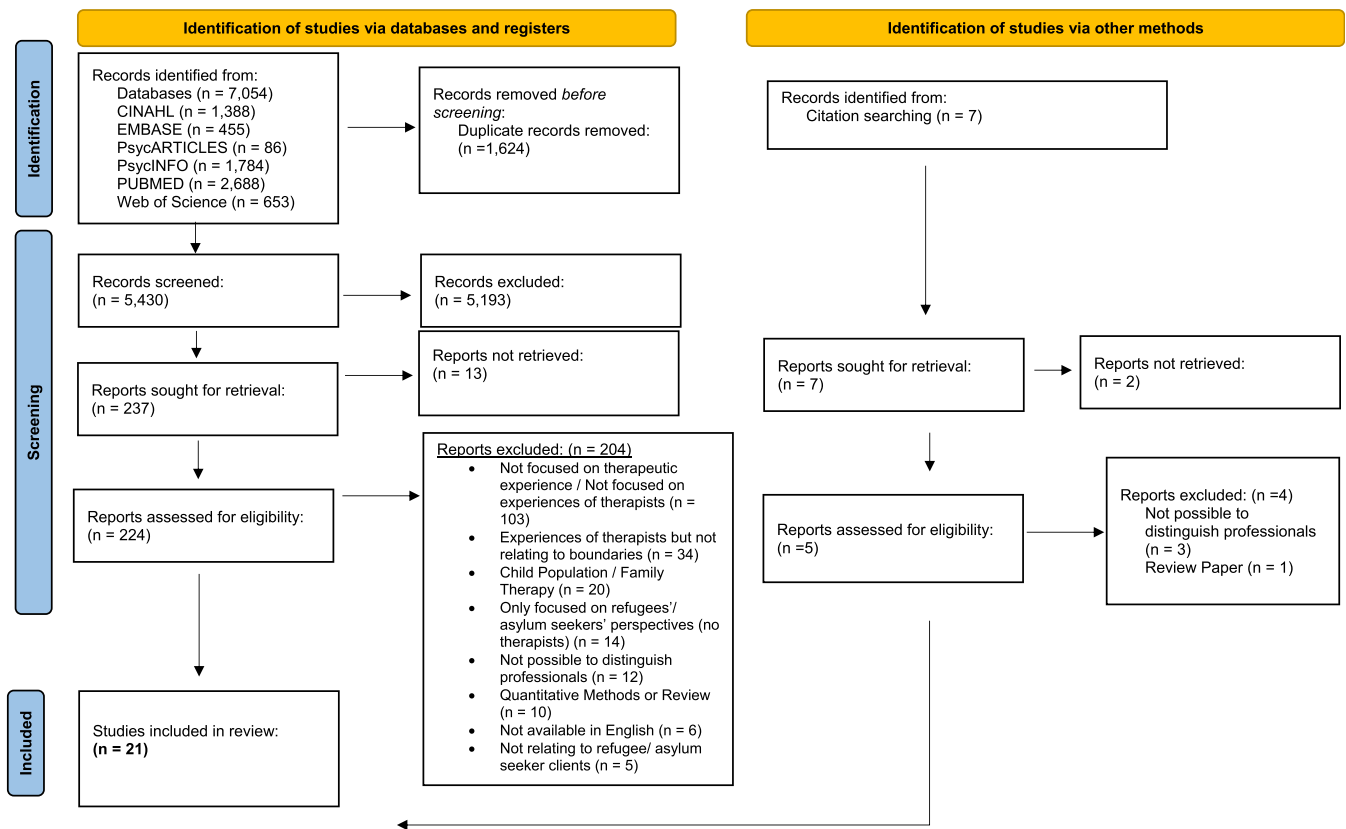 Identification of studies via databases and registers
Identification of studies via other methods
Identification
Records identified from:
Databases (n = 7,054)
CINAHL (n = 1,388)
EMBASE (n = 455)
PsycARTICLES (n = 86)
PsycINFO (n = 1,784)
PUBMED (n = 2,688)
Web of Science (n = 653)
Records removed before
screening:
Duplicate records removed:
(n =1,624)
Records identified from:
Citation searching (n = 7)
Screening
Records screened:
(n = 5,430)
Records excluded:
(n = 5,193)
Reports sought for retrieval:
(n = 237)
Reports not retrieved:
(n = 13)
Reports sought for retrieval:
(n = 7)
Reports not retrieved:
(n = 2)
Reports assessed for eligibility:
(n = 224)
Reports excluded: (n = 204)
• Not focused on therapeutic
experience / Not focused on
experiences of therapists (n =
103)
• Experiences of therapists but not
relating to boundaries (n = 34)
• Child Population / Family
Therapy (n = 20)
• Only focused on refugees’/
asylum seekers’ perspectives (no
therapists) (n = 14)
• Not possible to distinguish
professionals (n = 12)
• Quantitative Methods or Review
(n = 10)
• Not available in English (n = 6)
• Not relating to refugee/ asylum
seeker clients (n = 5)
Reports assessed for eligibility:
(n =5)
Reports excluded: (n =4)
Not possible to
distinguish professionals
(n = 3)
Review Paper (n = 1)
Included
Studies included in review:
(n = 21)